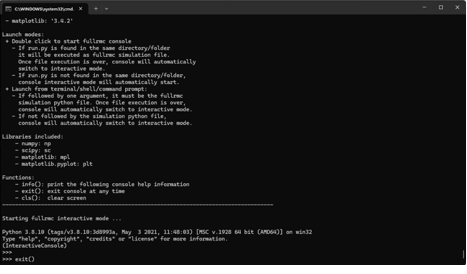 C:\WINDOWS\system32\cmd.
- matplotlib: '3.4.2'
Launch modes:
+ Double click to start fullrmc console
- If run.py is found in the same directory/folder
it will be executed as fullrmc simulation file.
Once file execution is over, console will automatically
switch to interactive mode.
- If run.py is not found in the same directory/folder,
console interactive mode will automatically start.
+ Launch from terminal/shell/command prompt:
- If followed by one argument, it must be the fullrmc
simulation python file. Once file execution is over,
console will automatically switch to interactive mode.
- If not followed by the simulation python file,
console will automatically switch to interactive mode.
Libraries included:
- numpy: np
- scipy: sc
- matplotlib: mpl
- matplotlib.pyplot: plt
Functions:
- info(): print the following console help information
- exit(): exit console at any time
- cls():  clear screen
Starting fullrmc interactive mode ...
Python 3.8.10 (tags/v3.8.10:3d8993a, May  3 2021, 11:48:03) [MSC v.1928 64 bit (AMD64)] on win32
Type "help", "copyright", "credits" or "license" for more information.
(InteractiveConsole)
>>>
>>> exit()